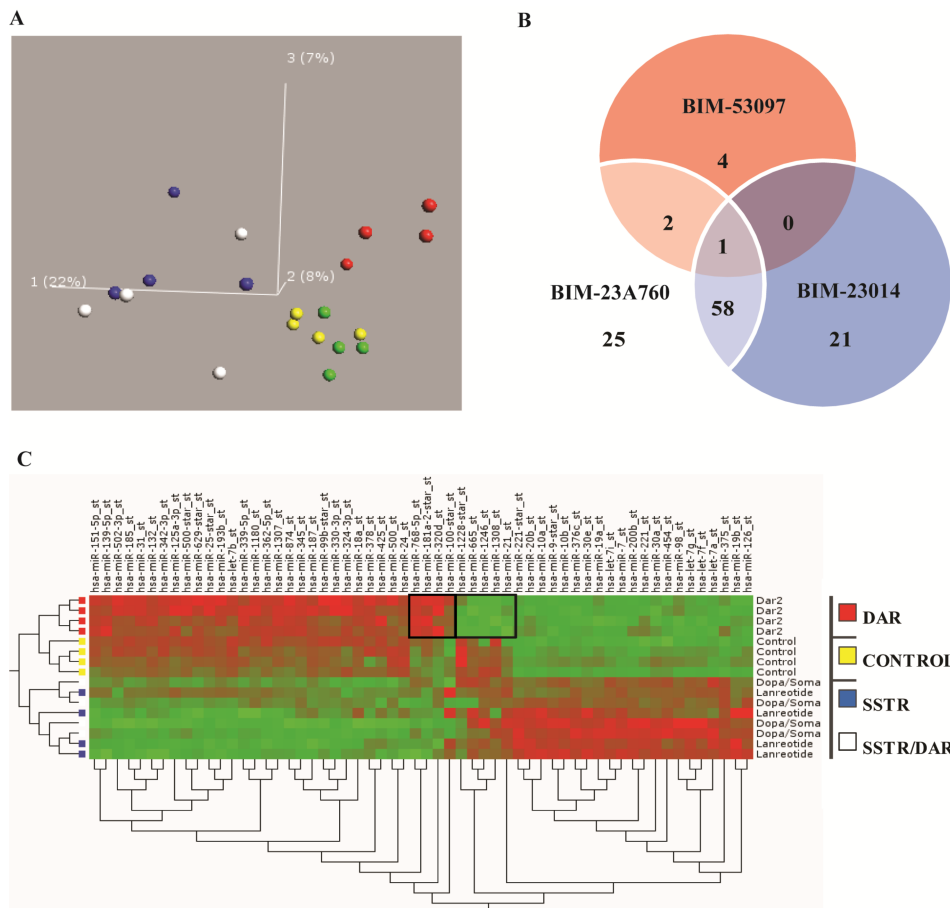 A
3 (7%)
1 (22%)
2 (8%)
B
BIM-53097
4
2
0
1
BIM-23A760
BIM-23014
58
25
21
C
hsa-miR-151-5p_st
hsa-miR-139-5p_st
hsa-miR-502-3p_st
hsa-miR-185_st
hsa-miR-331_st
hsa-miR-132_st
hsa-miR-342-3p_st
hsa-miR-125a-3p_st
hsa-miR-500-star_st
hsa-miR-629-star_st
hsa-miR-25-star_st
hsa-miR-193b_st
hsa-let-7b_st
hsa-miR-339-5p_st
hsa-miR-1180_st
hsa-miR-362-5p_st
hsa-miR-1307_st
hsa-miR-874_st
hsa-miR-345_st
hsa-miR-187_st
hsa-miR-99b-star_st
hsa-miR-330-3p_st
hsa-miR-324-3p_st
hsa-miR-18a_st
hsa-miR-378_st
hsa-miR-425_st
hsa-miR-500_st
hsa-miR-24_st
hsa-miR-768-5p_st
hsa-miR-181a-2-star_st
hsa-miR-320d_st
hsa-miR-100-star_st
hsa-miR-1228-star_st
hsa-miR-665_st
hsa-miR-1246_st
hsa-miR-1308_st
hsa-miR-21_st
hsa-miR-221-star_st
hsa-miR-20b_st
hsa-miR-10a_st
hsa-miR-9-star_st
hsa-miR-10b_st
hsa-miR-376c_st
hsa-miR-30e_st
hsa-miR-19a_st
hsa-let-7i_st
hsa-miR-7_st
hsa-miR-200b_st
hsa-miR-222_st
hsa-miR-30a_st
hsa-miR-32_st
hsa-miR-454_st
hsa-miR-98_st
hsa-let-7g_st
hsa-let-7f_st
hsa-let-7a_st
hsa-miR-375_st
hsa-miR-19b_st
hsa-miR-126_st
Dar2
Dar2
Dar2
Dar2
Control
Control
Control
Control
Dopa/Soma
Lanreotide
Dopa/Soma
Lanreotide
Dopa/Soma
Dopa/Soma
Lanreotide
Lanreotide
DAR
CONTROL
SSTR
SSTR/DAR